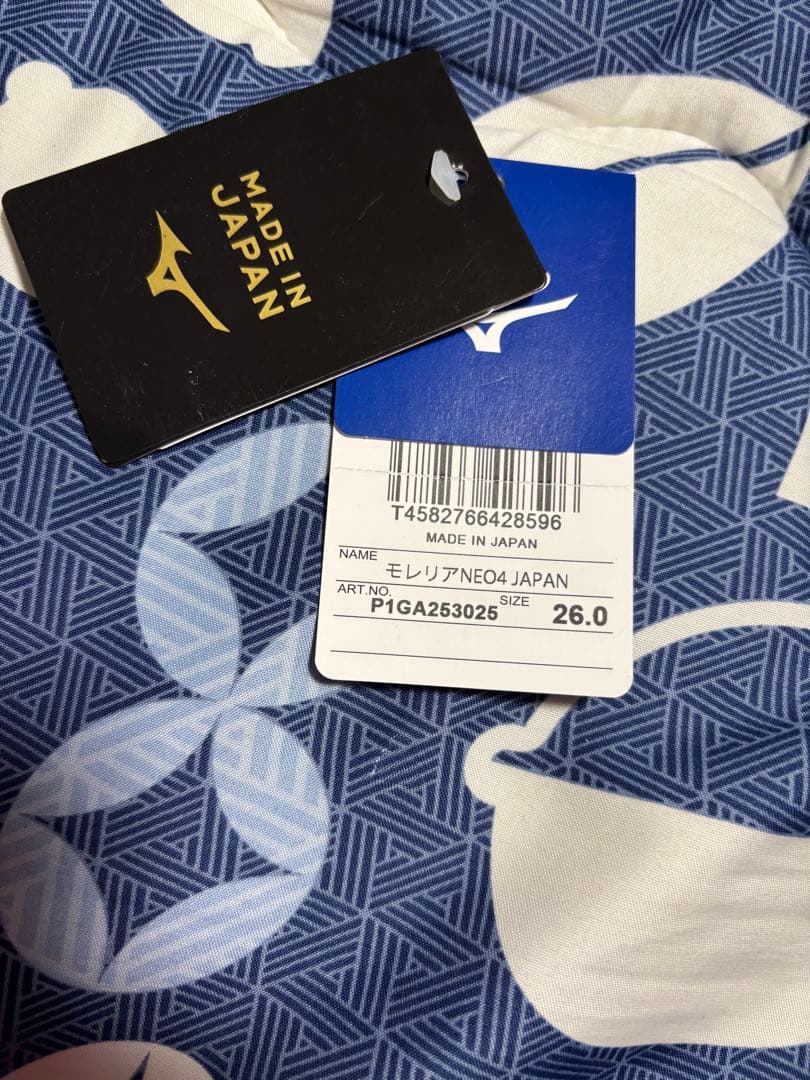 MADE IN
JAPAN
T4582766428596
MADE IN JAPAN
NAME モレリアNEO4 JAPAN
ART.NO. P1GA253025 SIZE 26.0